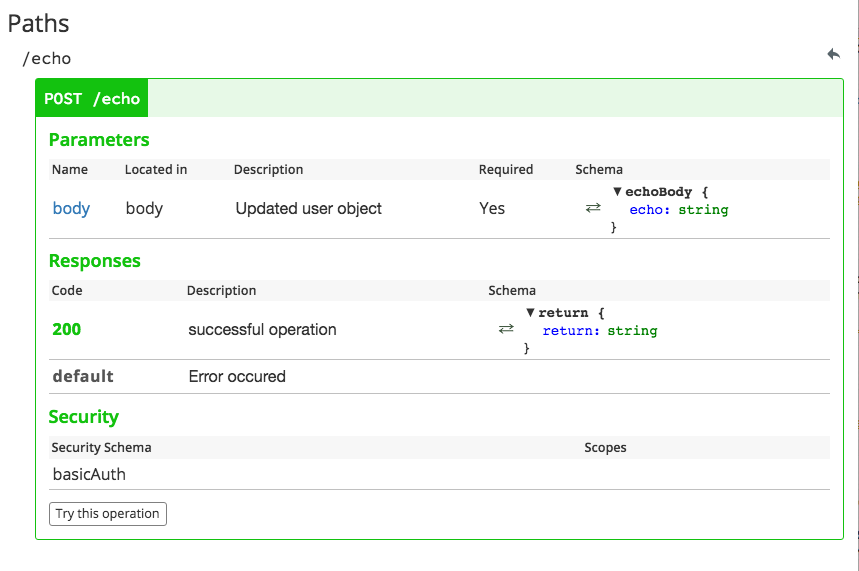 Paths
/echo
POST /echo
Parameters
Name Located in Description Required Schema
body body Updated user object Yes ⇄ ▼ echoBody {
echo: string
}
Responses
Code Description Schema
200 successful operation ⇄ ▼ return {
return: string
}
default Error occured
Security
Security Schema Scopes
basicAuth
Try this operation